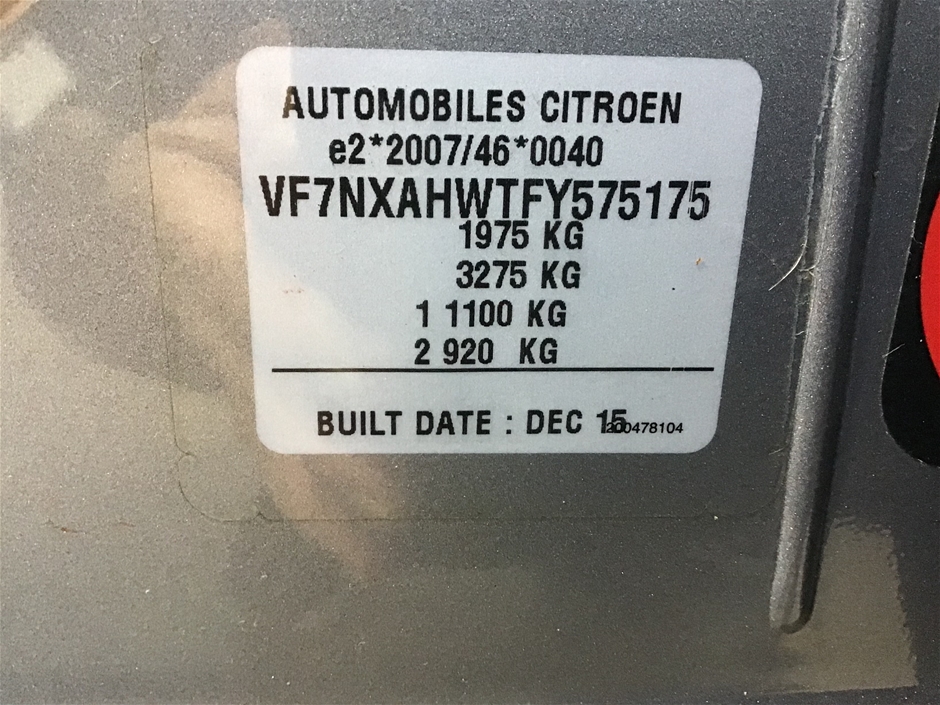 AUTOMOBILES CITROEN
e2*2007/46*0040
VF7NXAHWTFY575175
1975 KG
3275 KG
1 1100 KG
2 920 KG
BUILT DATE : DEC 15
200478104